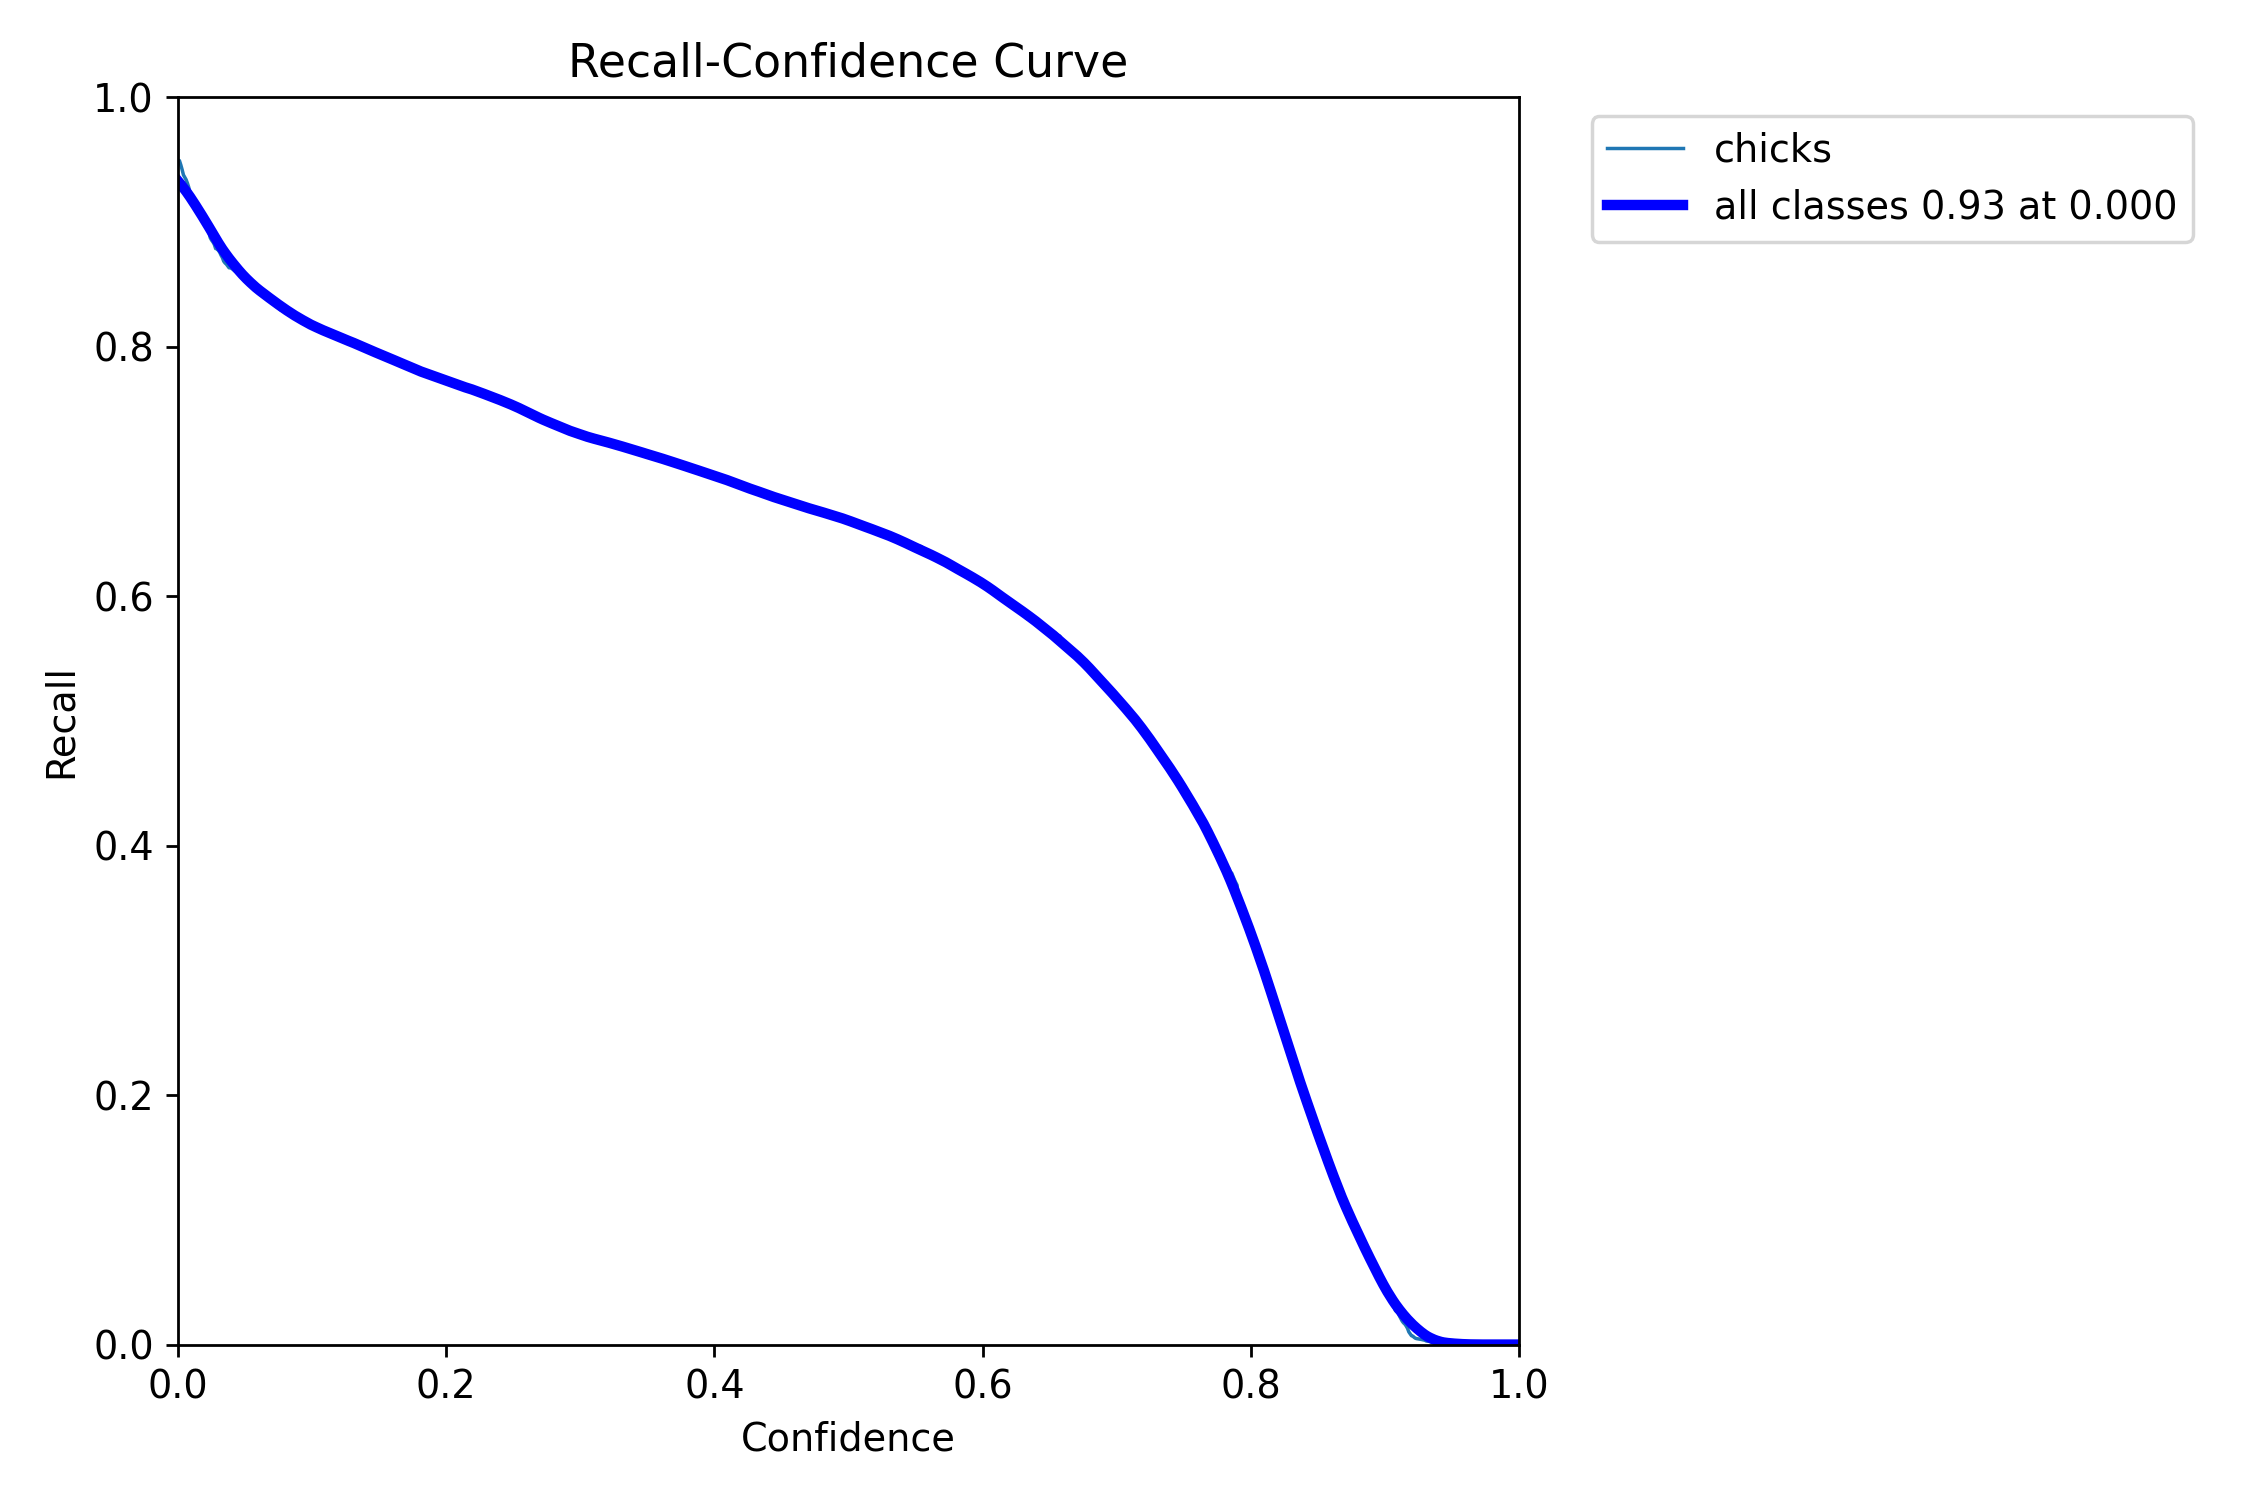 Recall-Confidence Curve
1.0
0.8
0.6
0.4
0.2
0.0
Recall
0.0 0.2 0.4 0.6 0.8 1.0
Confidence
chicks
all classes 0.93 at 0.000